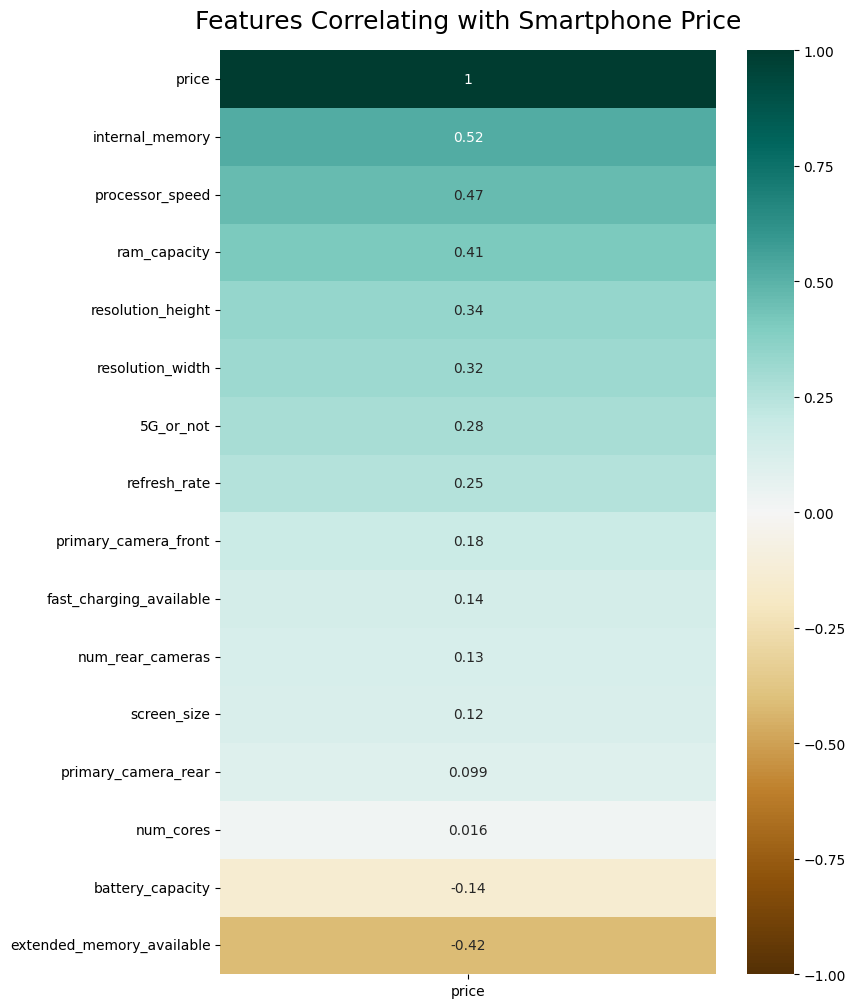 Features Correlating with Smartphone Price
price 1
internal_memory 0.52
processor_speed 0.47
ram_capacity 0.41
resolution_height 0.34
resolution_width 0.32
5G_or_not 0.28
refresh_rate 0.25
primary_camera_front 0.18
fast_charging_available 0.14
num_rear_cameras 0.13
screen_size 0.12
primary_camera_rear 0.099
num_cores 0.016
battery_capacity -0.14
extended_memory_available -0.42
price
1.00
0.75
0.50
0.25
0.00
−0.25
−0.50
−0.75
−1.00